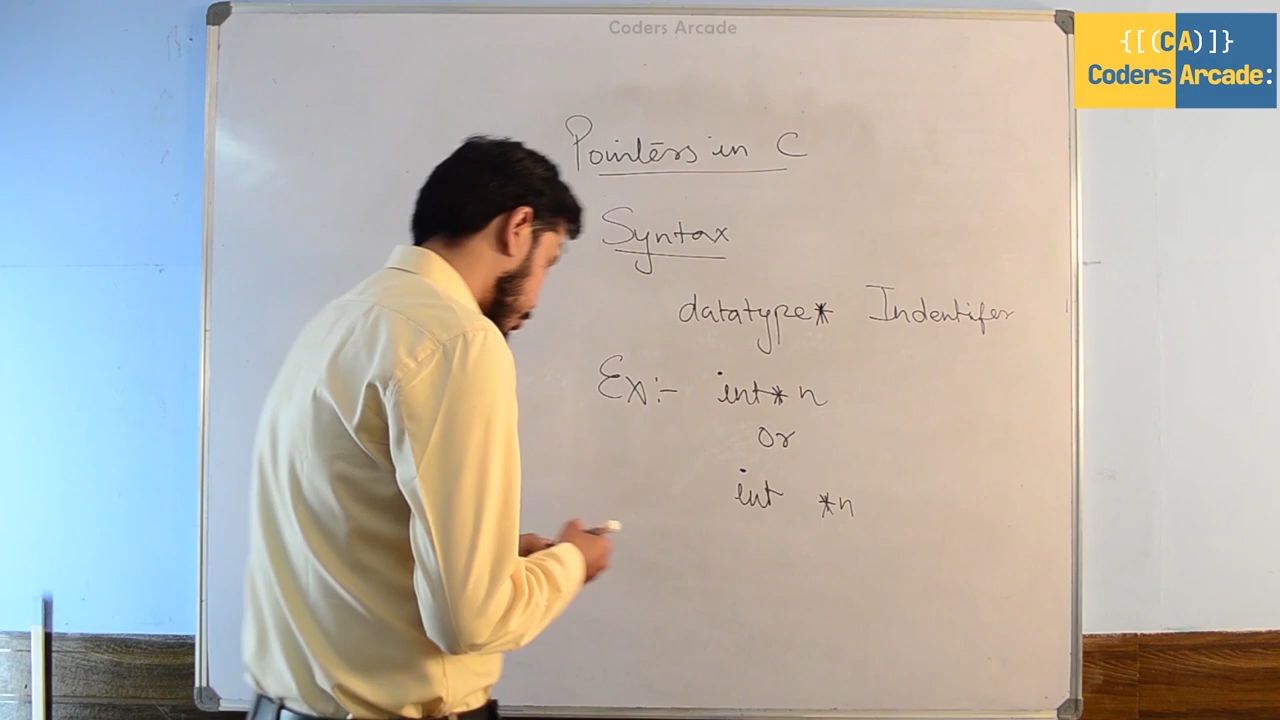 Coders Arcade
{[(CA)]}
Coders Arcade:
Pointers in C
Syntax
datatype* Indentifer
Ex:- int* n
or
int *n